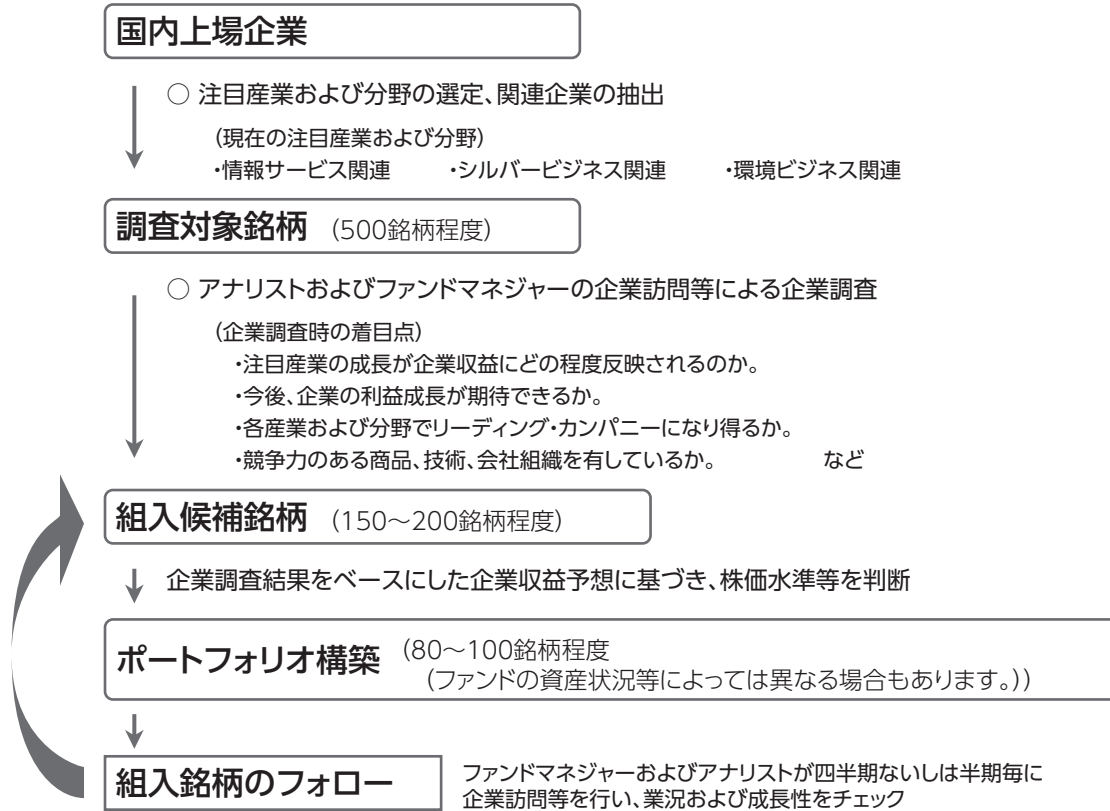 国内上場企業
○ 注目産業および分野の選定、関連企業の抽出
(現在の注目産業および分野)
・情報サービス関連 ・シルバービジネス関連 ・環境ビジネス関連
調査対象銘柄 (500銘柄程度)
○ アナリストおよびファンドマネジャーの企業訪問等による企業調査
(企業調査時の着目点)
・注目産業の成長が企業収益にどの程度反映されるのか。
・今後、企業の利益成長が期待できるか。
・各産業および分野でリーディング・カンパニーになり得るか。
・競争力のある商品、技術、会社組織を有しているか。 など
組入候補銘柄 (150～200銘柄程度)
企業調査結果をベースにした企業収益予想に基づき、株価水準等を判断
ポートフォリオ構築 (80～100銘柄程度
(ファンドの資産状況等によっては異なる場合もあります。))
組入銘柄のフォロー
ファンドマネジャーおよびアナリストが四半期ないしは半期毎に
企業訪問等を行い、業況および成長性をチェック